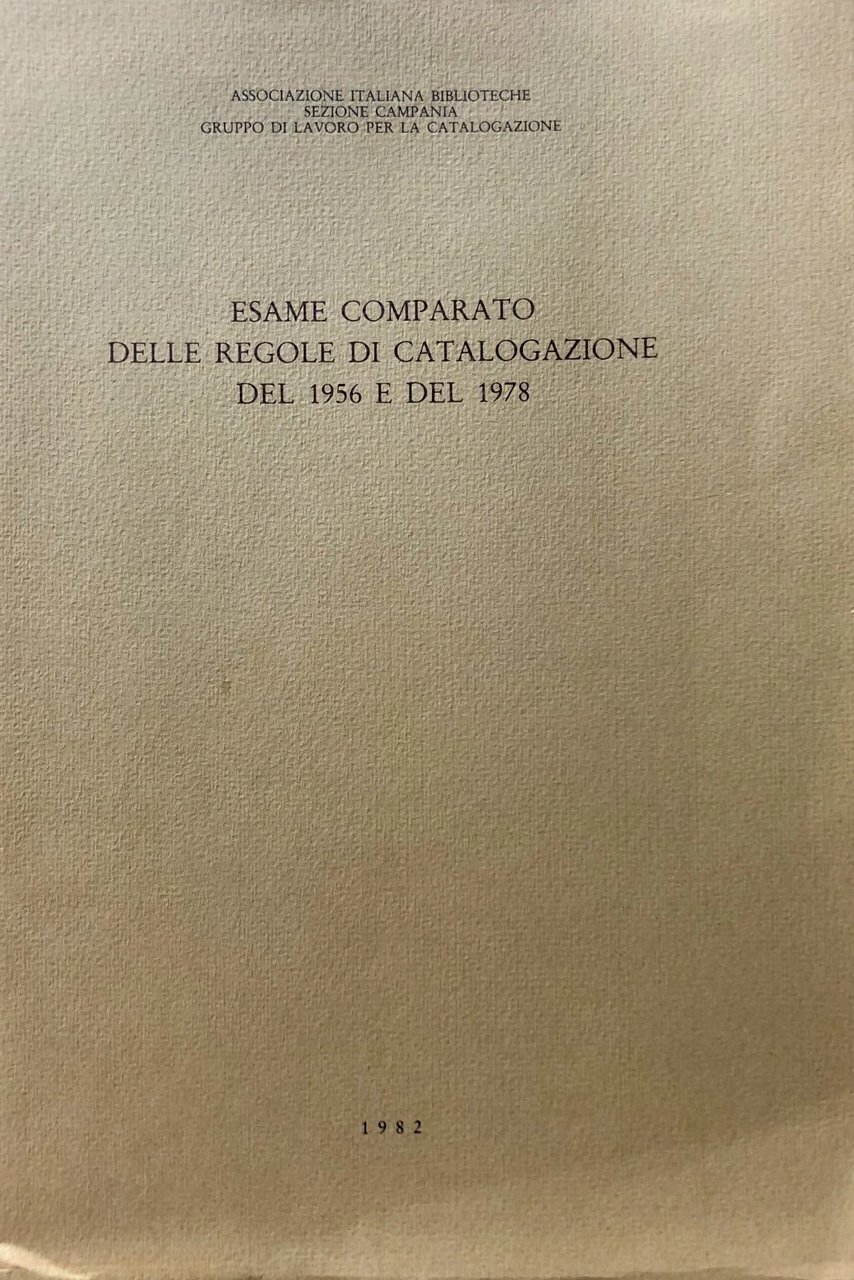 ASSOCIAZIONE ITALIANA BIBLIOTECHE
SEZIONE CAMPANIA
GRUPPO DI LAVORO PER LA CATALOGAZIONE
ESAME COMPARATO
DELLE REGOLE DI CATALOGAZIONE
DEL 1956 E DEL 1978
1982